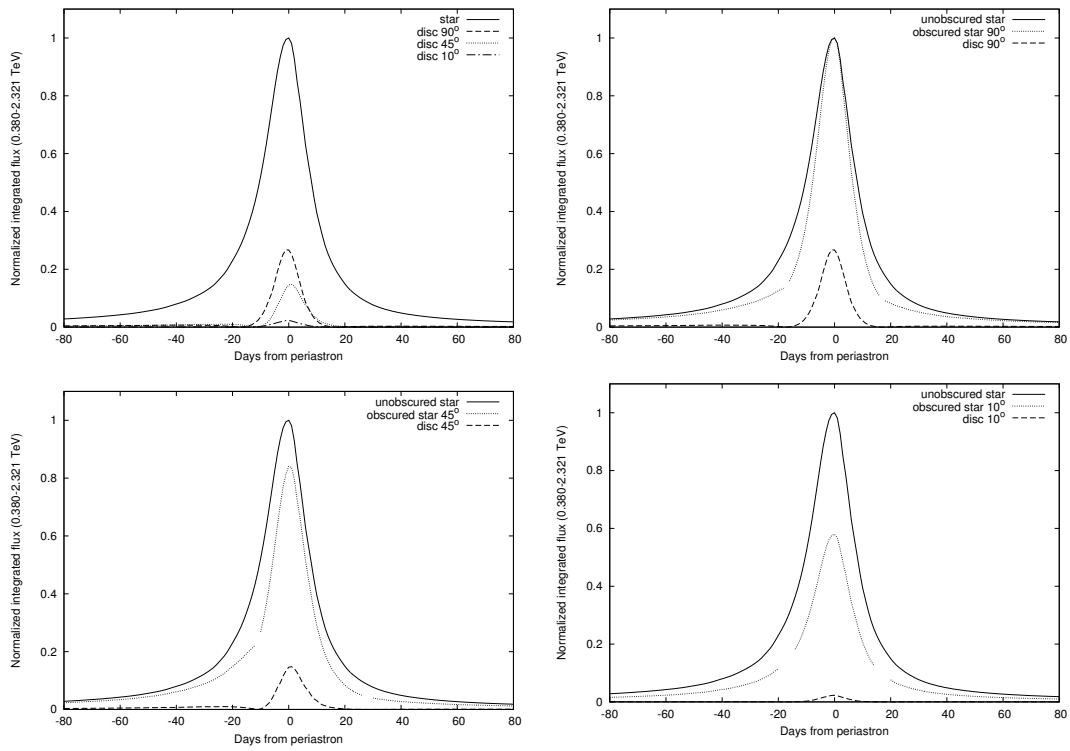 star
disc 90°
disc 45°
disc 10°
Normalized integrated flux (0.380-2.321 TeV)
1
0.8
0.6
0.4
0.2
0
-80 -60 -40 -20 0 20 40 60 80
Days from periastron
unobscured star
obscured star 90°
disc 90°
Normalized integrated flux (0.380-2.321 TeV)
1
0.8
0.6
0.4
0.2
0
-80 -60 -40 -20 0 20 40 60 80
Days from periastron
unobscured star
obscured star 45°
disc 45°
Normalized integrated flux (0.380-2.321 TeV)
1
0.8
0.6
0.4
0.2
0
-80 -60 -40 -20 0 20 40 60 80
Days from periastron
unobscured star
obscured star 10°
disc 10°
Normalized integrated flux (0.380-2.321 TeV)
1
0.8
0.6
0.4
0.2
0
-80 -60 -40 -20 0 20 40 60 80
Days from periastron